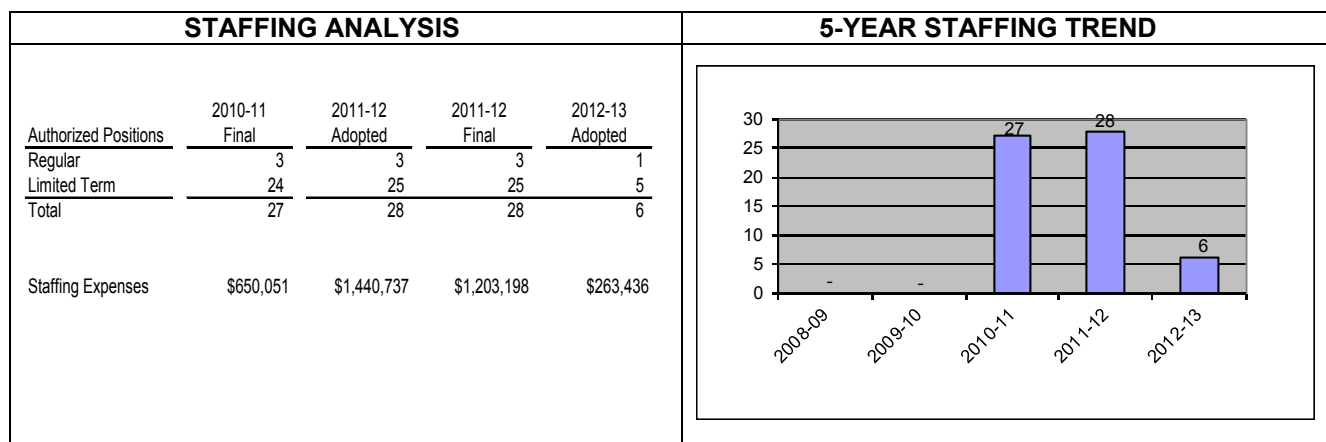 STAFFING ANALYSIS
2010-11 2011-12 2011-12 2012-13
Authorized Positions Final Adopted Final Adopted
Regular 3 3 3 1
Limited Term 24 25 25 5
Total 27 28 28 6
Staffing Expenses $650,051 $1,440,737 $1,203,198 $263,436
5-YEAR STAFFING TREND
30
25
20
15
10
5
0
- - 27 28 6
2008-09 2009-10 2010-11 2011-12 2012-13